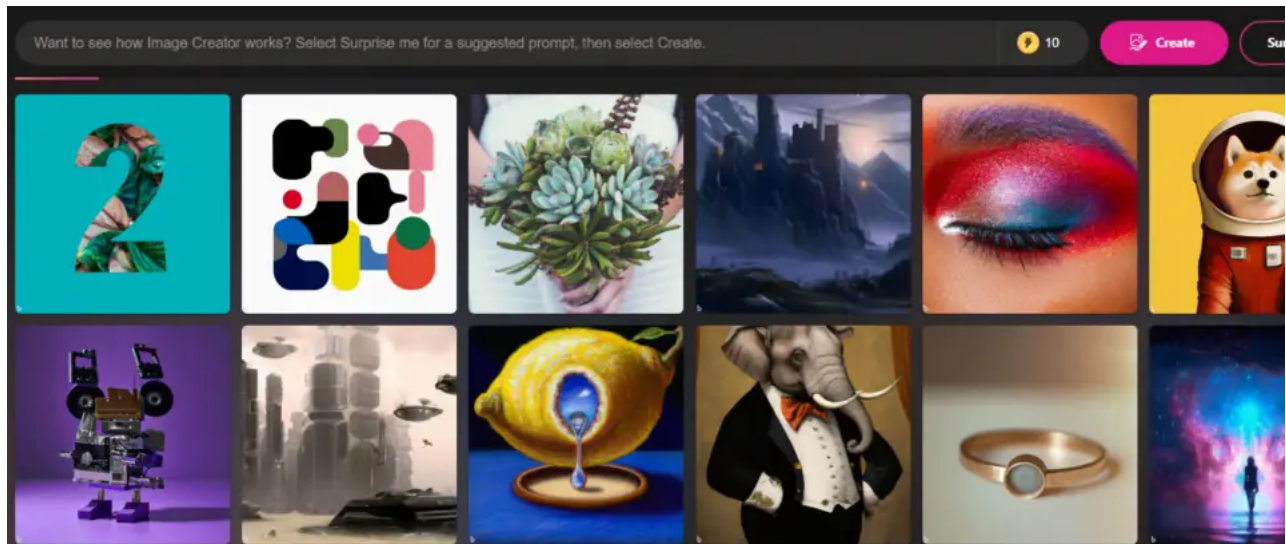 Want to see how Image Creator works? Select Surprise me for a suggested prompt, then select Create.
10
Create
Sur
2